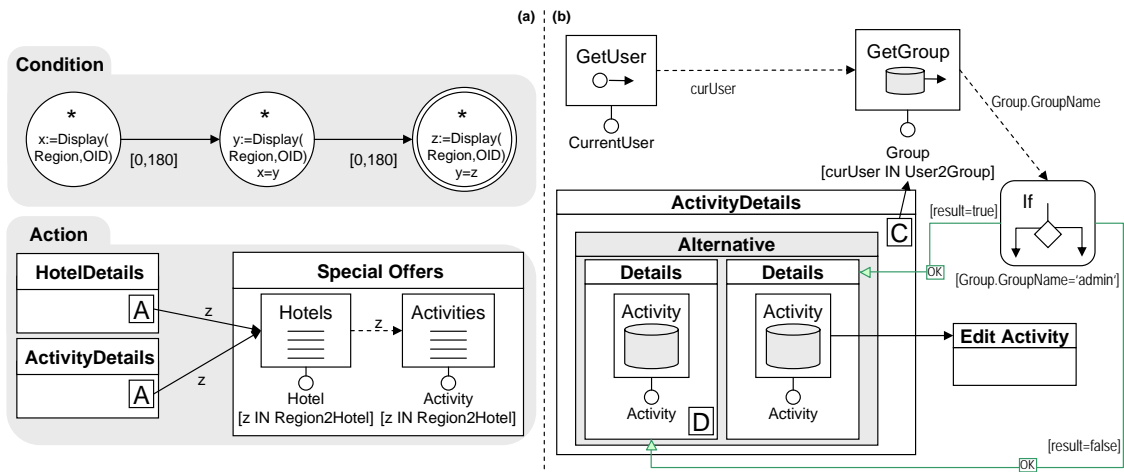 (a)
Condition
*
x:=Display(
Region,OID)
[0,180]
*
y:=Display(
Region,OID)
x=y
[0,180]
*
z:=Display(
Region,OID)
y=z
Action
HotelDetails
A
z
ActivityDetails
A
z
Special Offers
Hotels
z
Activities
Hotel
[z IN Region2Hotel]
Activity
[z IN Region2Hotel]
(b)
GetUser
CurrentUser
curUser
GetGroup
Group
[curUser IN User2Group]
Group.GroupName
If
[Group.GroupName='admin']
[result=true]
OK
ActivityDetails
C
Alternative
Details
Activity
Activity
D
Details
Activity
Activity
Edit Activity
[result=false]
OK